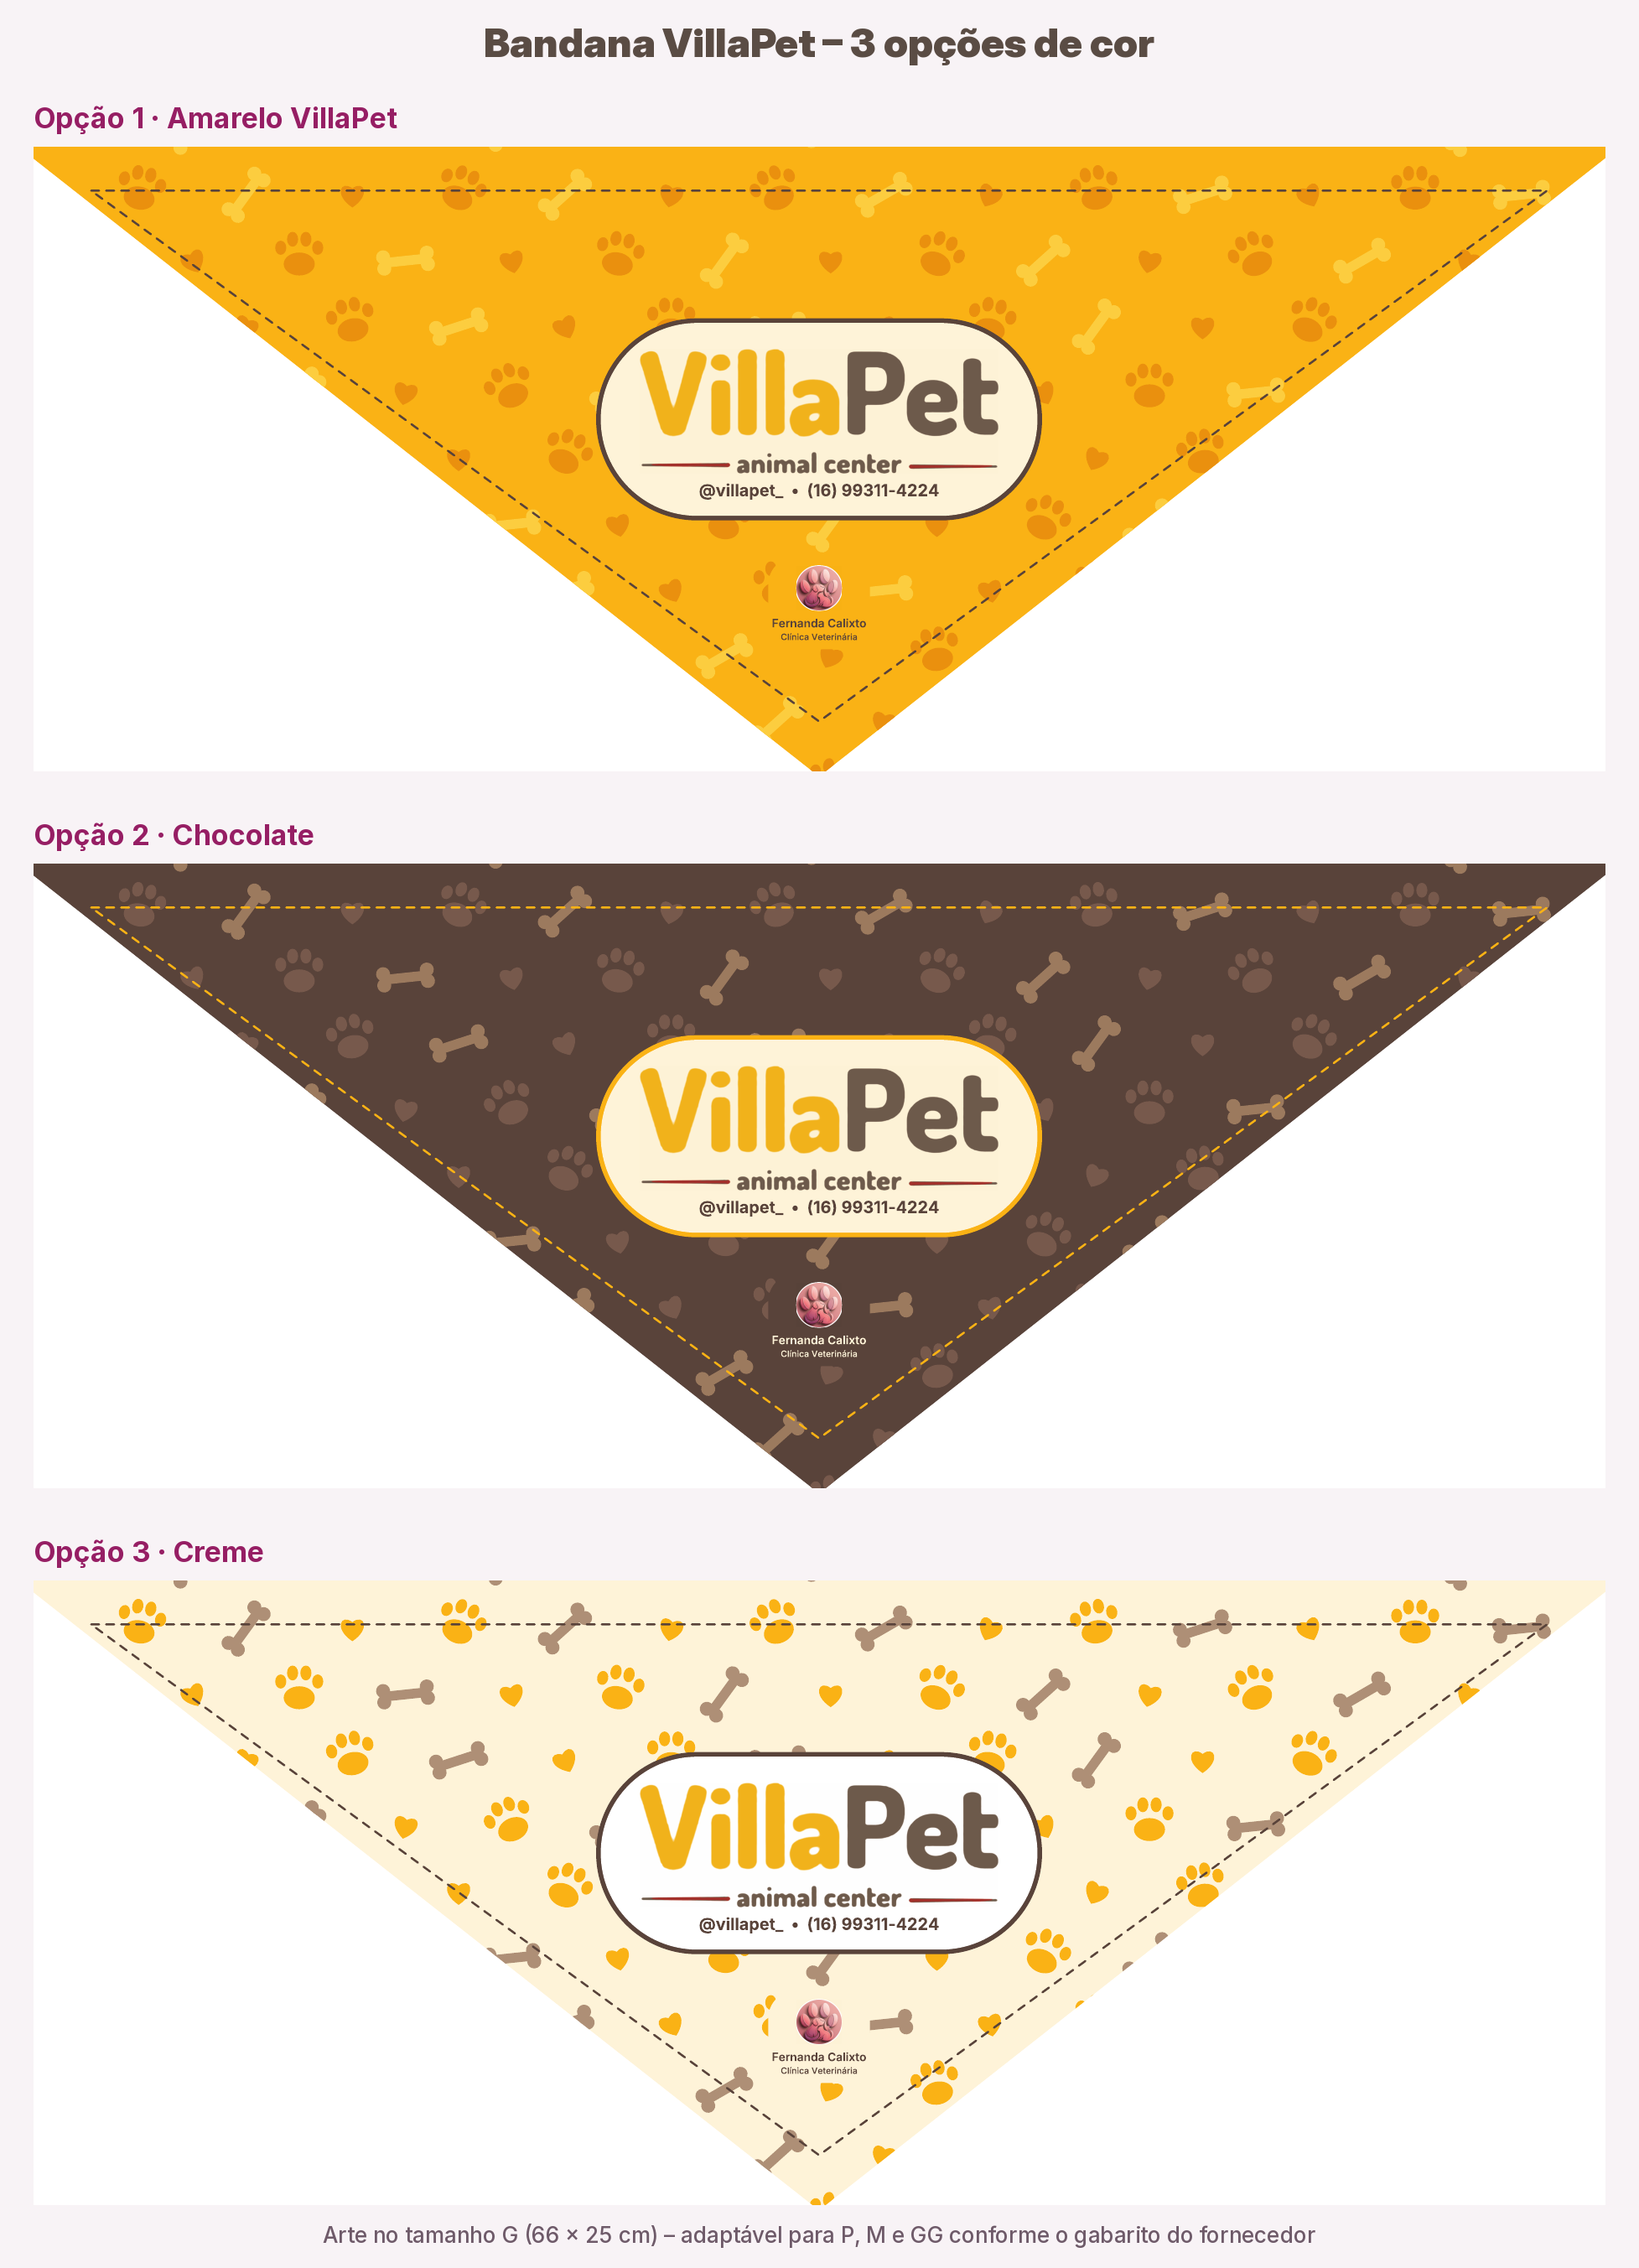 Bandana VillaPet – 3 opções de cor
Opção 1 · Amarelo VillaPet
VillaPet
animal center
@villapet_ • (16) 99311-4224
Fernanda Calixto
Clínica Veterinária
Opção 2 · Chocolate
VillaPet
animal center
@villapet_ • (16) 99311-4224
Fernanda Calixto
Clínica Veterinária
Opção 3 · Creme
VillaPet
animal center
@villapet_ • (16) 99311-4224
Fernanda Calixto
Clínica Veterinária
Arte no tamanho G (66 × 25 cm) – adaptável para P, M e GG conforme o gabarito do fornecedor